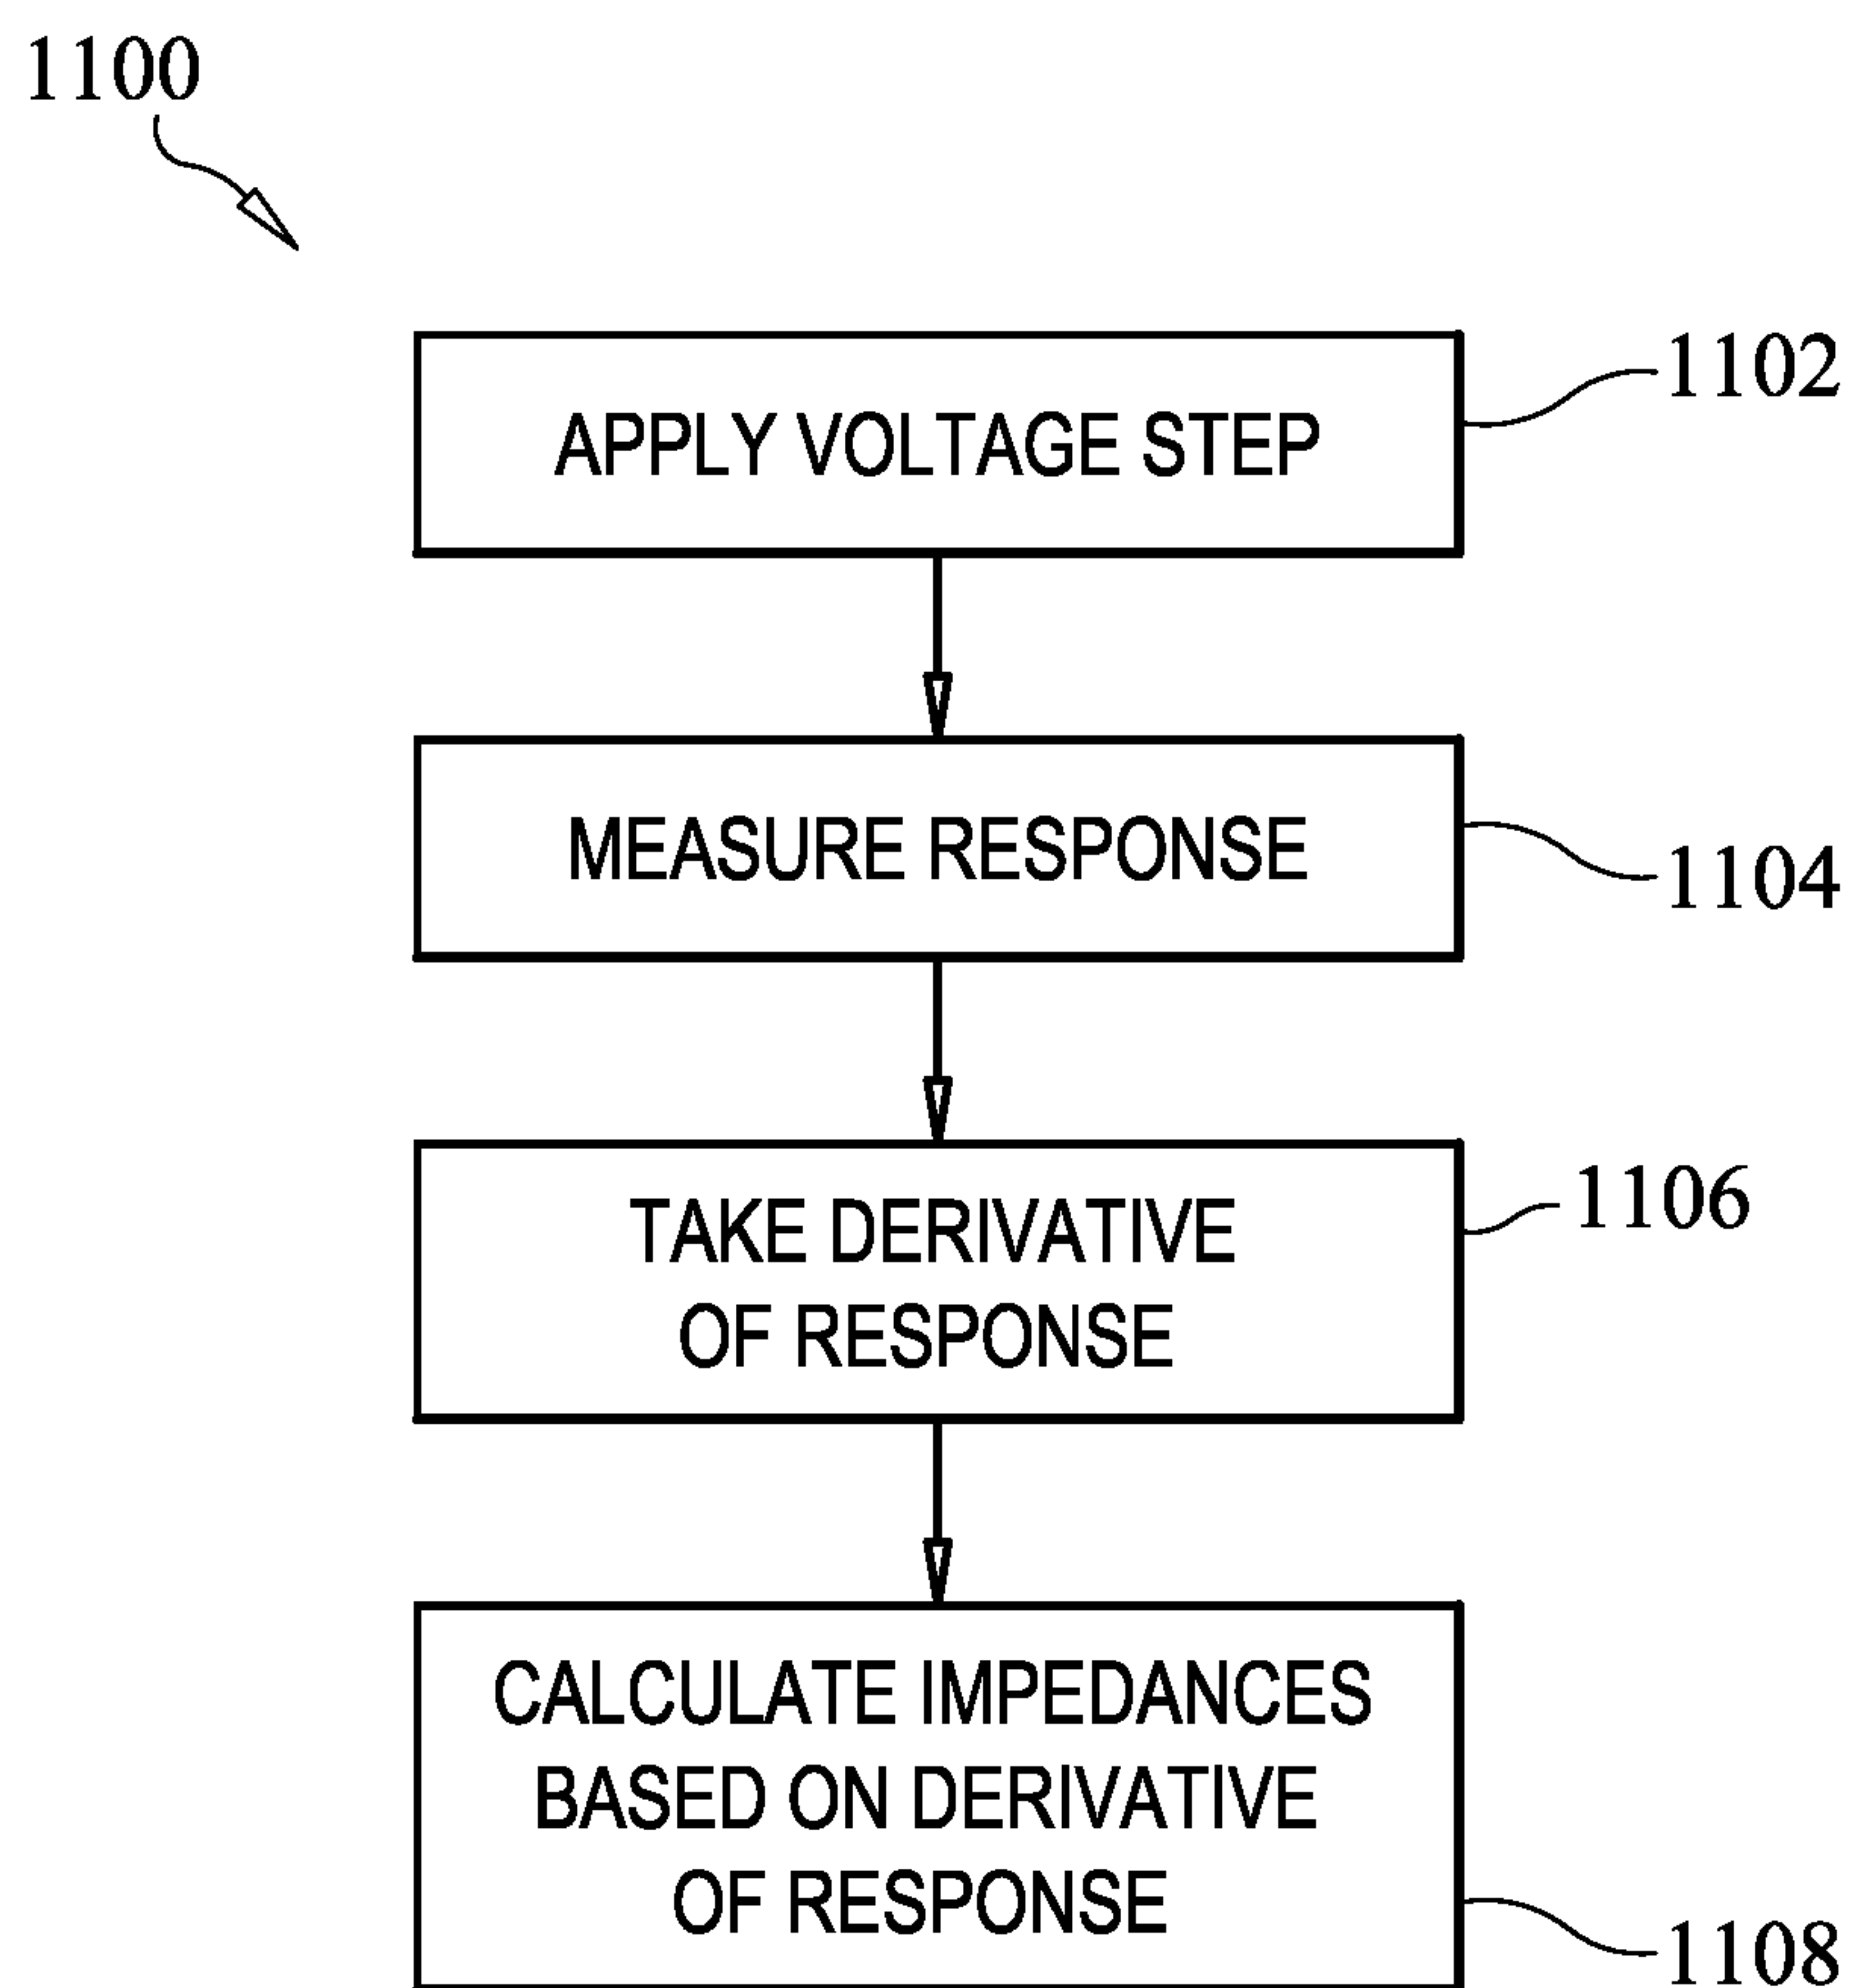 1100
APPLY VOLTAGE STEP
1102
MEASURE RESPONSE
1104
TAKE DERIVATIVE
OF RESPONSE
1106
CALCULATE IMPEDANCES
BASED ON DERIVATIVE
OF RESPONSE
1108